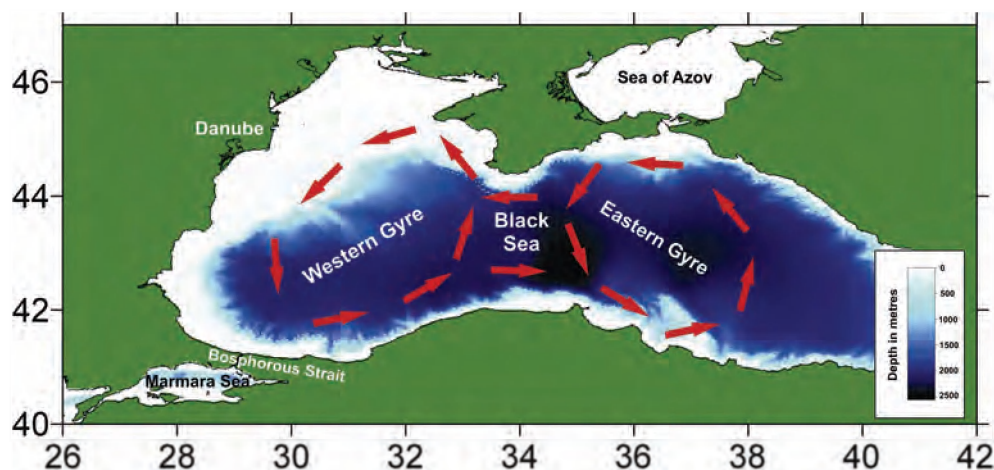 46
44
42
40
26
28
30
32
34
36
38
40
42
Sea of Azov
Danube
Western Gyre
Black
Sea
Eastern Gyre
Bosphorous Strait
Marmara Sea
Depth in metres
0
500
1000
1500
2000
2500